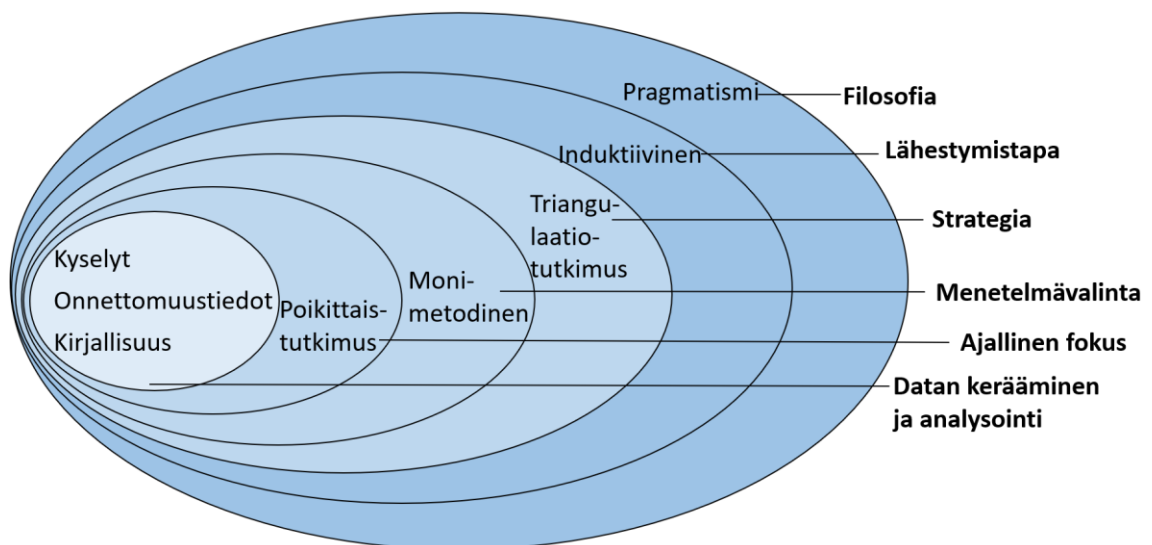 Pragmatismi
Filosofia
Induktiivinen
Lähestymistapa
Triangu-
laatio-
tutkimus
Strategia
Moni-
metodinen
Menetelmävalinta
Poikittais-
tutkimus
Ajallinen fokus
Kyselyt
Onnettomuustiedot
Kirjallisuus
Datan kerääminen
ja analysointi